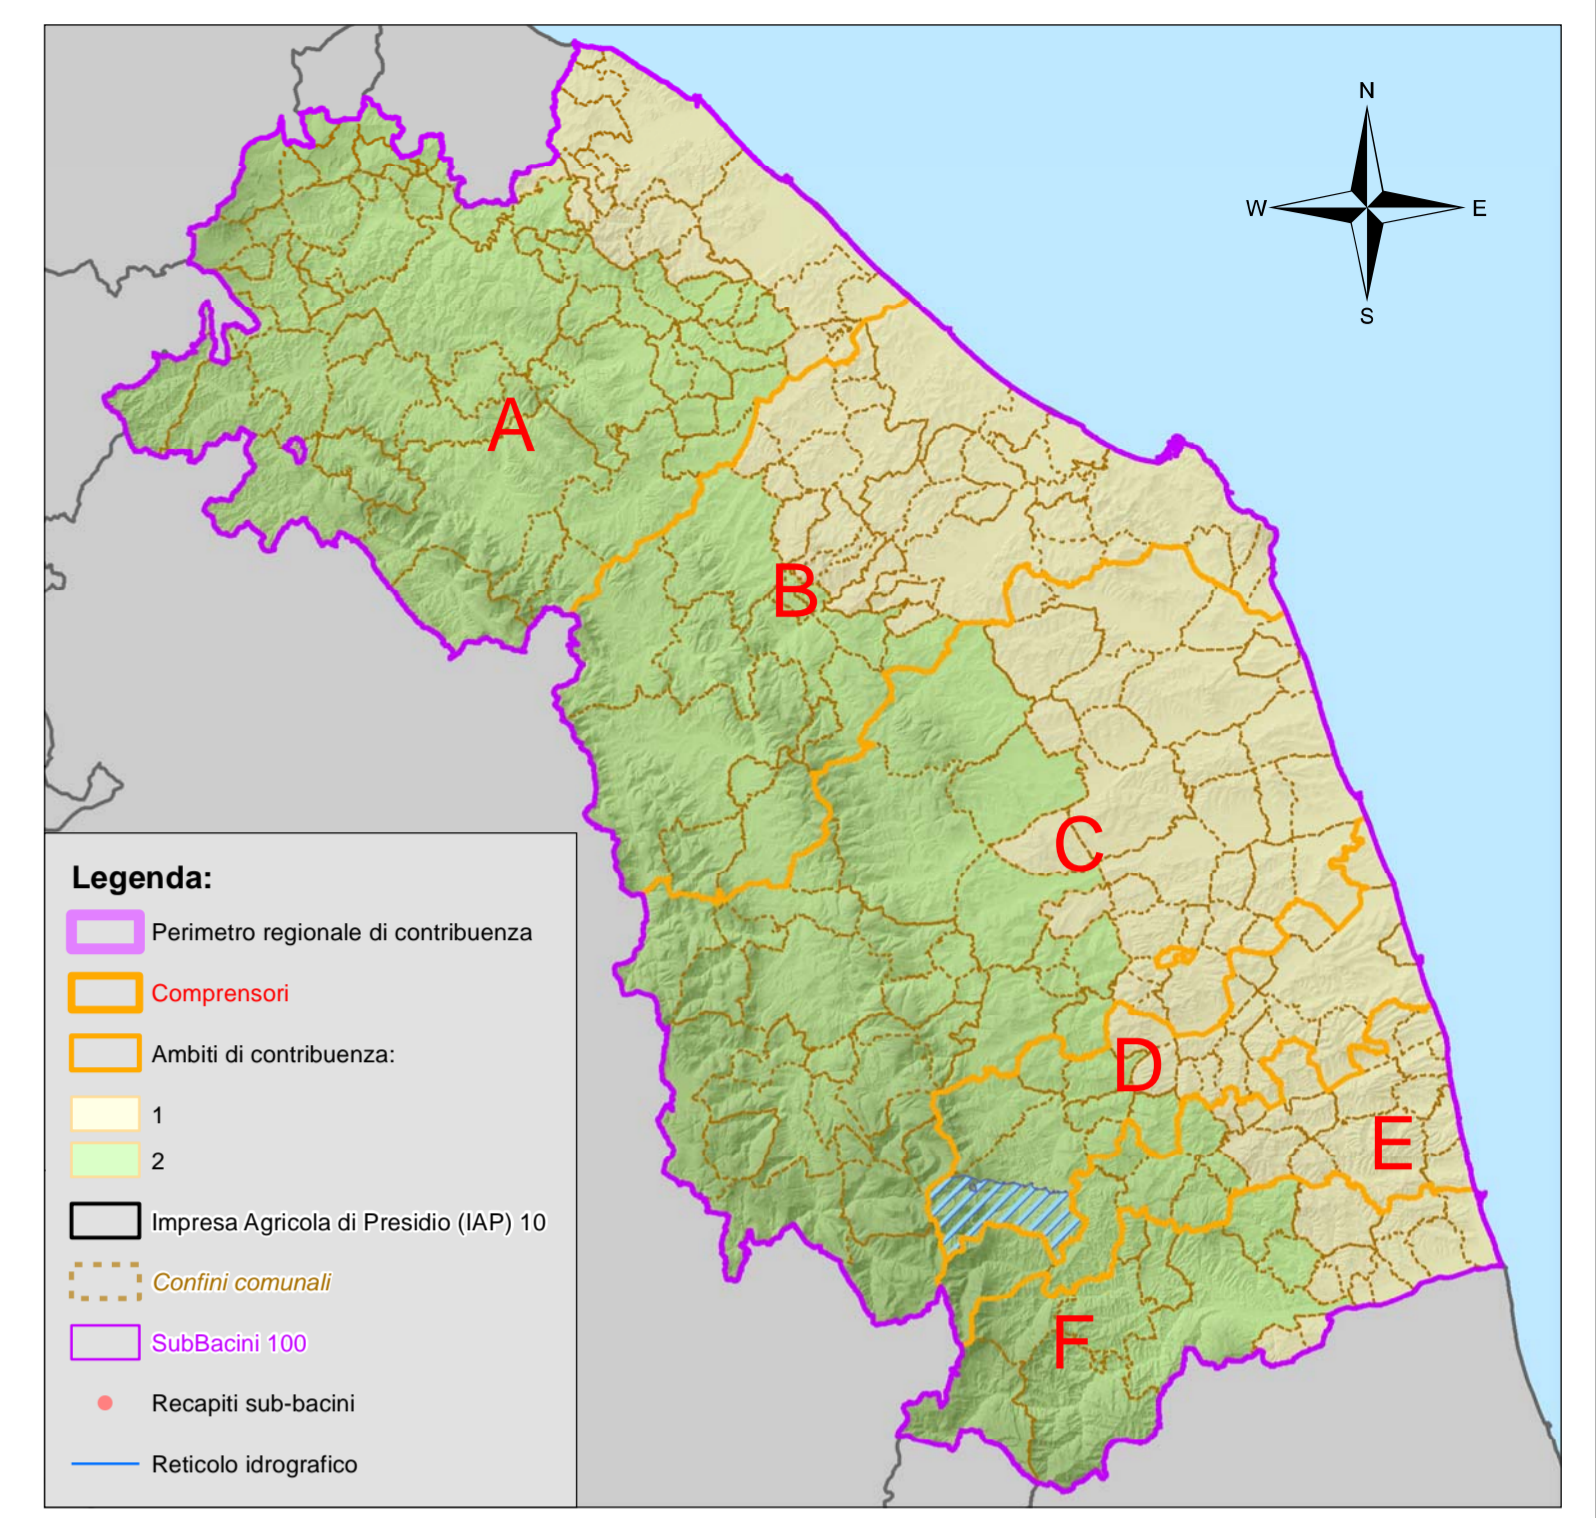 N
W
E
S
A
B
C
D
E
F
Legenda:
Perimetro regionale di contribuenza
Comprensori
Ambiti di contribuenza:
1
2
Impresa Agricola di Presidio (IAP) 10
Confini comunali
SubBacini 100
Recapiti sub-bacini
Reticolo idrografico